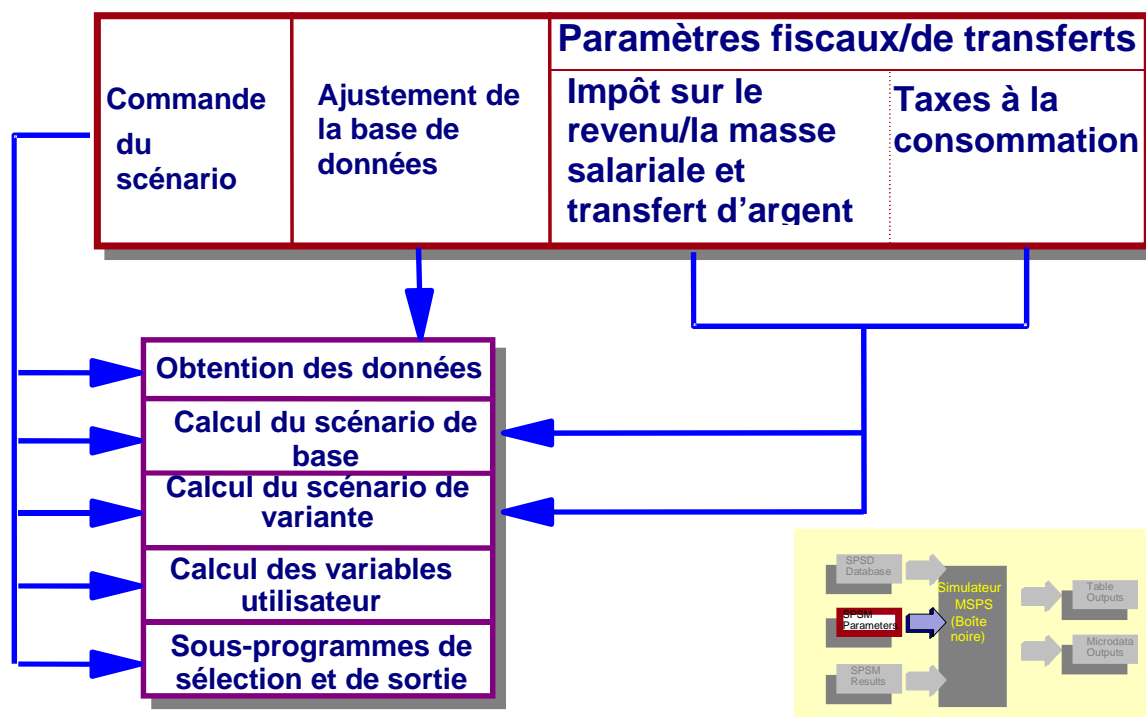 Paramètres fiscaux/de transferts
Commande
du
scénario
Ajustement de
la base de
données
Impôt sur le
revenu/la masse
salariale et
transfert d’argent
Taxes à la
consommation
Obtention des données
Calcul du scénario de
base
Calcul du scénario de
variante
Calcul des variables
utilisateur
Sous-programmes de
sélection et de sortie
SPSD
Database
SPSM
Parameters
SPSM
Results
Simulateur
MSPS
(Boîte
noire)
Table
Outputs
Microdata
Outputs